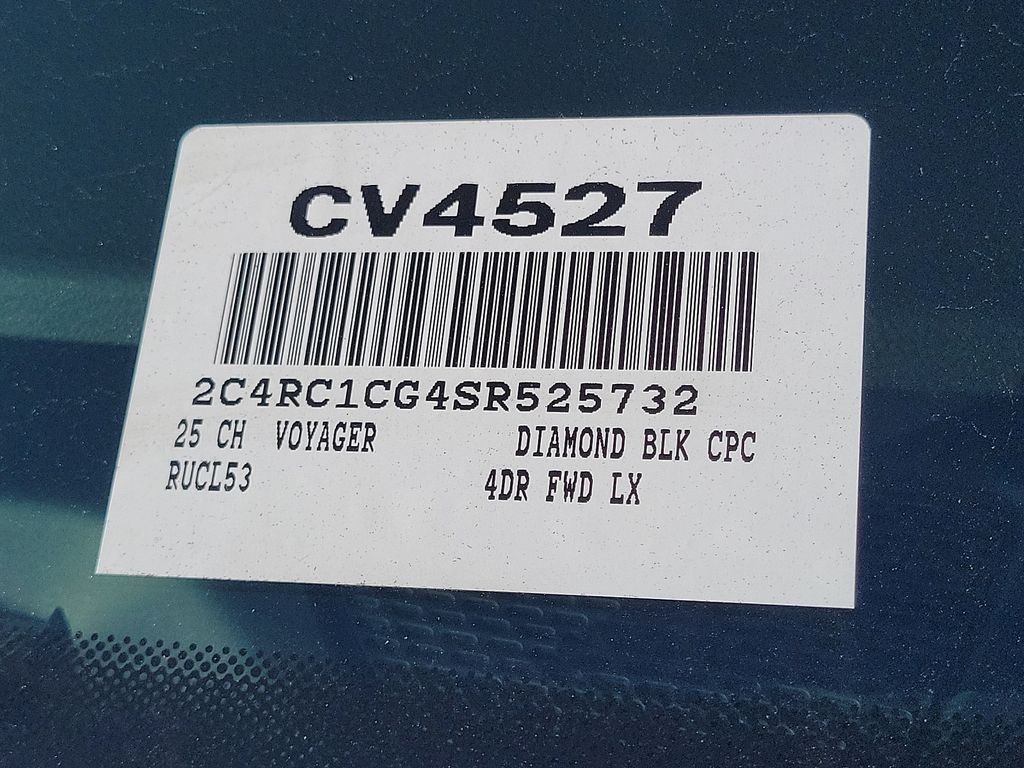 CV4527
2C4RC1CG4SR525732
25 CH VOYAGER DIAMOND BLK CPC
RUCL53 4DR FWD LX